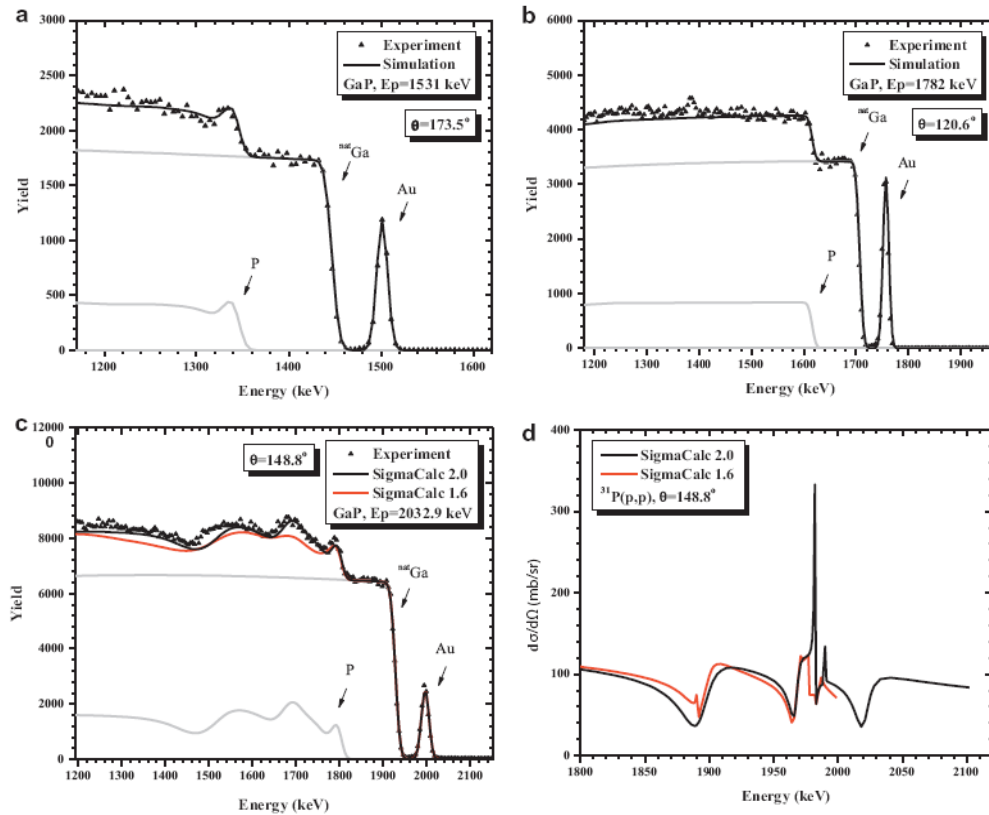 a
3000
2500
2000
1500
1000
500
0
Yield
Experiment
Simulation
GaP, Ep=1531 keV
θ=173.5°
natGa
Au
P
1200 1300 1400 1500 1600
Energy (keV)
b
6000
5000
4000
3000
2000
1000
0
Yield
Experiment
Simulation
GaP, Ep=1782 keV
θ=120.6°
natGa
Au
P
1200 1300 1400 1500 1600 1700 1800 1900
Energy (keV)
c
12000
0
10000
8000
6000
4000
2000
0
Yield
θ=148.8°
Experiment
SigmaCalc 2.0
SigmaCalc 1.6
GaP, Ep=2032.9 keV
natGa
Au
P
1200 1300 1400 1500 1600 1700 1800 1900 2000 2100
Energy (keV)
d
400
300
200
100
0
dσ/dΩ (mb/sr)
SigmaCalc 2.0
SigmaCalc 1.6
31P(p,p), θ=148.8°
1800 1850 1900 1950 2000 2050 2100
Energy (keV)